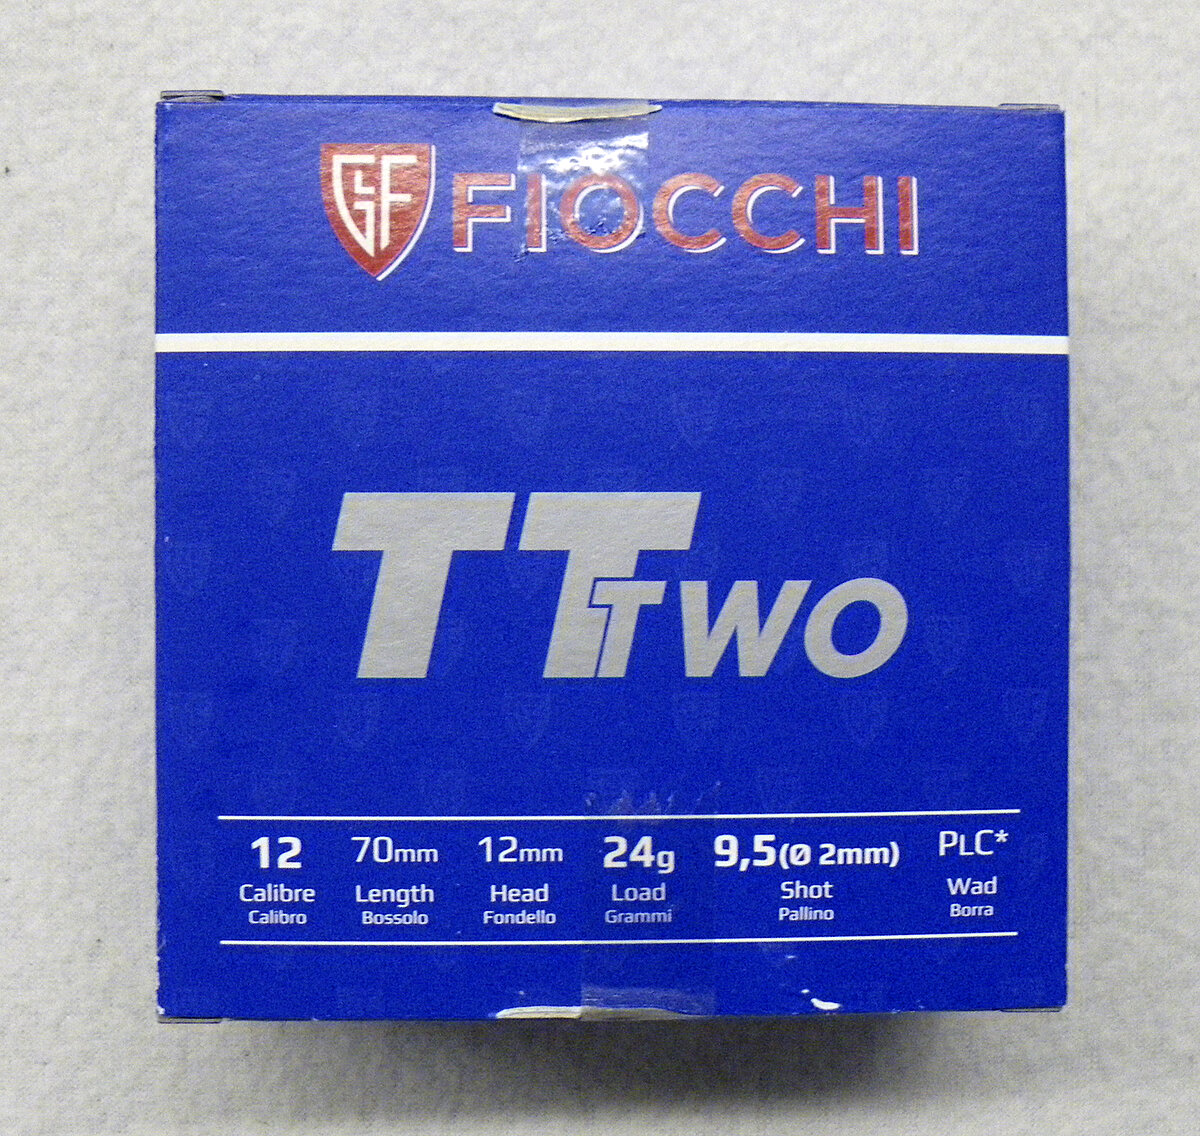 GLF FIOCCHI
TT TWO
12 70mm 12mm 24g 9,5(Ø 2mm) PLC*
Calibre Length Head Load Shot Wad
Calibro Bossolo Fondello Grammi Pallino Borra